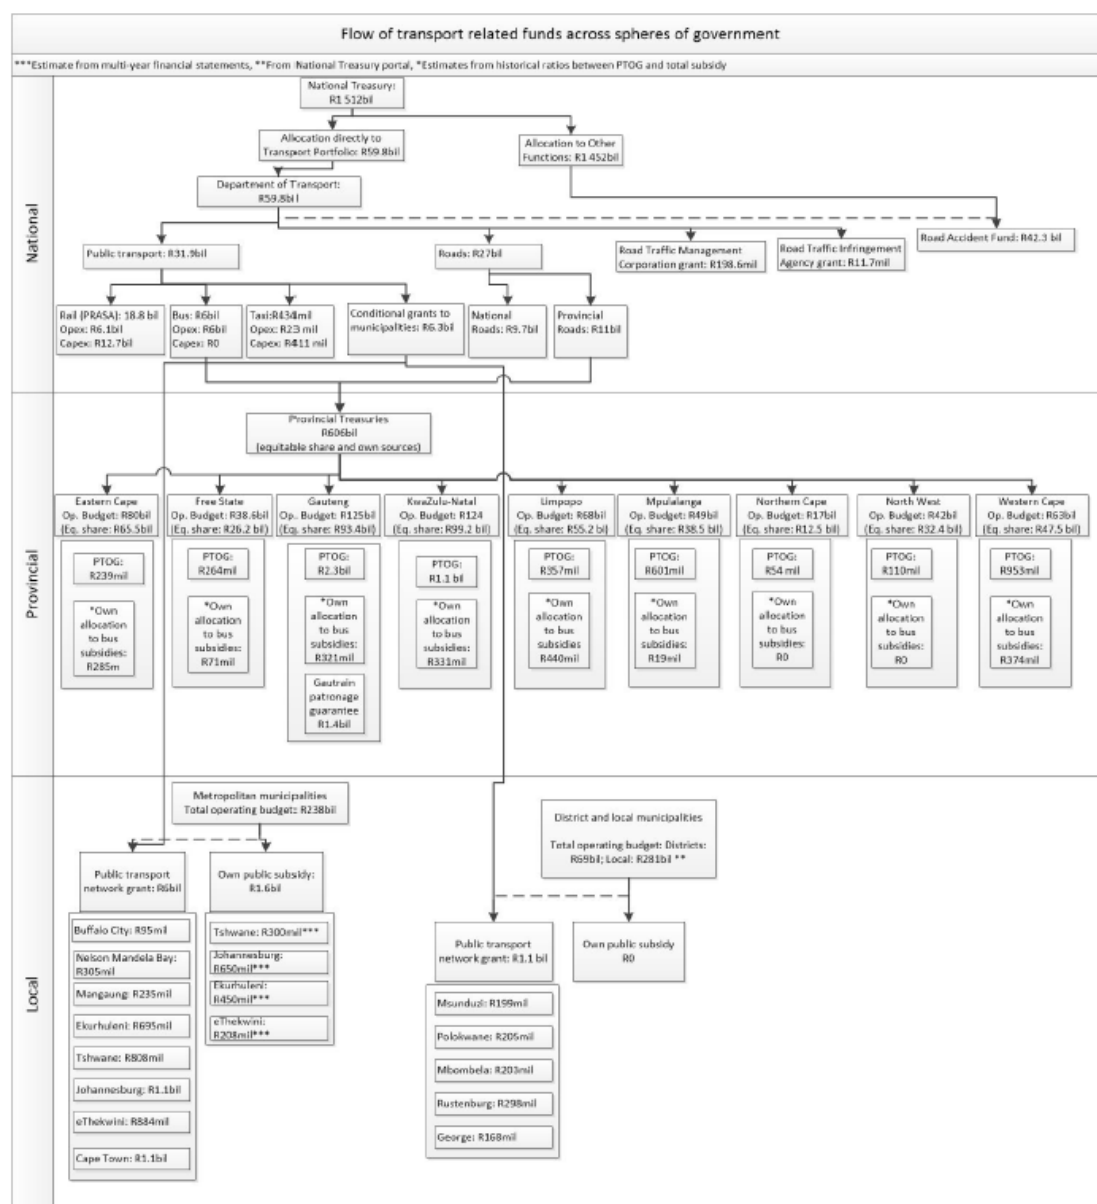 Flow of transport related funds across spheres of government
***Estimate from multi-year financial statements, **From National Treasury portal, *Estimates from historical ratios between PTOG and total subsidy
National
National Treasury:
R1 512bil
Allocation directly to
Transport Portfolio: R59.8bil
Allocation to Other
Functions: R1 452bil
Department of Transport:
R59.8bil
Public transport: R31.9bil
Roads: R27bil
Road Traffic Management
Corporation grant: R198.6mil
Road Traffic Infringement
Agency grant: R11.7mil
Road Accident Fund: R42.3 bil
Rail (PRASA): 18.8 bil
Opex: R6.1bil
Capex: R12.7bil
Bus: R6bil
Opex: R6bil
Capex: R0
Taxi:R434mil
Opex: R23 mil
Capex: R411 mil
Conditional grants to
municipalities: R6.3bil
National
Roads: R9.7bil
Provincial
Roads: R11bil
Provincial
Provincial Treasuries
R606bil
(equitable share and own sources)
Eastern Cape
Op. Budget: R80bil
(Eq. share: R65.5bil)
PTOG:
R239mil
*Own
allocation
to bus
subsidies:
R285m
Free State
Op. Budget: R38.6bil
(Eq. share: R26.2 bil)
PTOG:
R264mil
*Own
allocation
to bus
subsidies:
R71mil
Gauteng
Op. Budget: R125bil
(Eq. share: R93.4bil)
PTOG:
R2.3bil
*Own
allocation
to bus
subsidies:
R321mil
Gautrain
patronage
guarantee
R1.4bil
KwaZulu-Natal
Op. Budget: R124
(Eq. share: R99.2 bil)
PTOG:
R1.1 bil
*Own
allocation
to bus
subsidies:
R331mil
Limpopo
Op. Budget: R68bil
(Eq. share: R55.2 bil)
PTOG:
R357mil
*Own
allocation
to bus
subsidies:
R440mil
Mpulalanga
Op. Budget: R49bil
(Eq. share: R38.5 bil)
PTOG:
R601mil
*Own
allocation
to bus
subsidies:
R19mil
Northern Cape
Op. Budget: R17bil
(Eq. share: R12.5 bil)
PTOG:
R54 mil
*Own
allocation
to bus
subsidies:
R0
North West
Op. Budget: R42bil
(Eq. share: R32.4 bil)
PTOG:
R110mil
*Own
allocation
to bus
subsidies:
R0
Western Cape
Op. Budget: R63bil
(Eq. share: R47.5 bil)
PTOG:
R953mil
*Own
allocation
to bus
subsidies:
R374mil
Local
Metropolitan municipalities
Total operating budget: R238bil
Public transport
network grant: R6bil
Buffalo City: R95mil
Nelson Mandela Bay:
R305mil
Mangaung: R235mil
Ekurhuleni: R695mil
Tshwane: R808mil
Johannesburg: R1.1bil
eThekwini: R884mil
Cape Town: R1.1bil
Own public subsidy:
R1.6bil
Tshwane: R300mil***
Johannesburg:
R650mil***
Ekurhuleni:
R450mil***
eThekwini:
R208mil***
District and local municipalities
Total operating budget: Districts:
R69bil; Local: R281bil **
Public transport
network grant: R1.1 bil
Msunduzi: R199mil
Polokwane: R205mil
Mbombela: R203mil
Rustenburg: R298mil
George: R168mil
Own public subsidy
R0